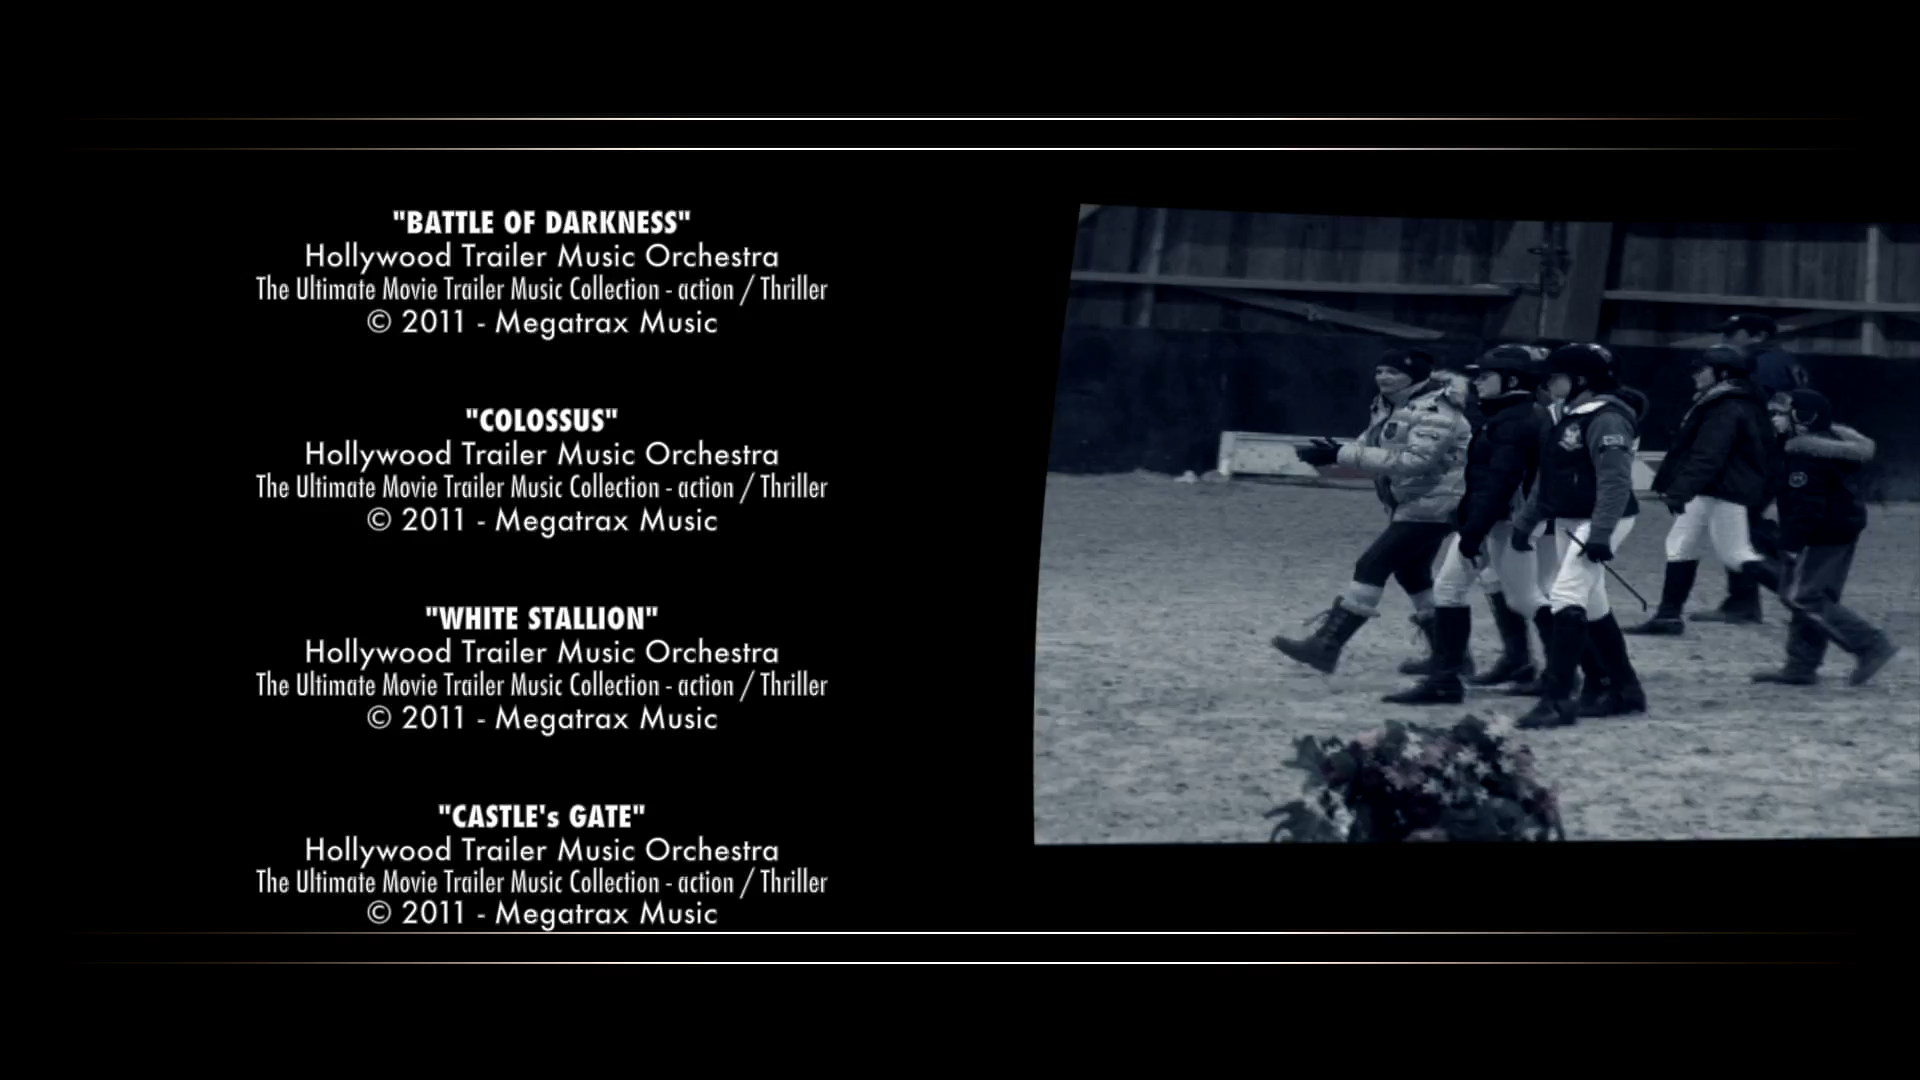 "BATTLE OF DARKNESS"
Hollywood Trailer Music Orchestra
The Ultimate Movie Trailer Music Collection - action / Thriller
© 2011 - Megatrax Music
"COLOSSUS"
Hollywood Trailer Music Orchestra
The Ultimate Movie Trailer Music Collection - action / Thriller
© 2011 - Megatrax Music
"WHITE STALLION"
Hollywood Trailer Music Orchestra
The Ultimate Movie Trailer Music Collection - action / Thriller
© 2011 - Megatrax Music
"CASTLE's GATE"
Hollywood Trailer Music Orchestra
The Ultimate Movie Trailer Music Collection - action / Thriller
© 2011 - Megatrax Music